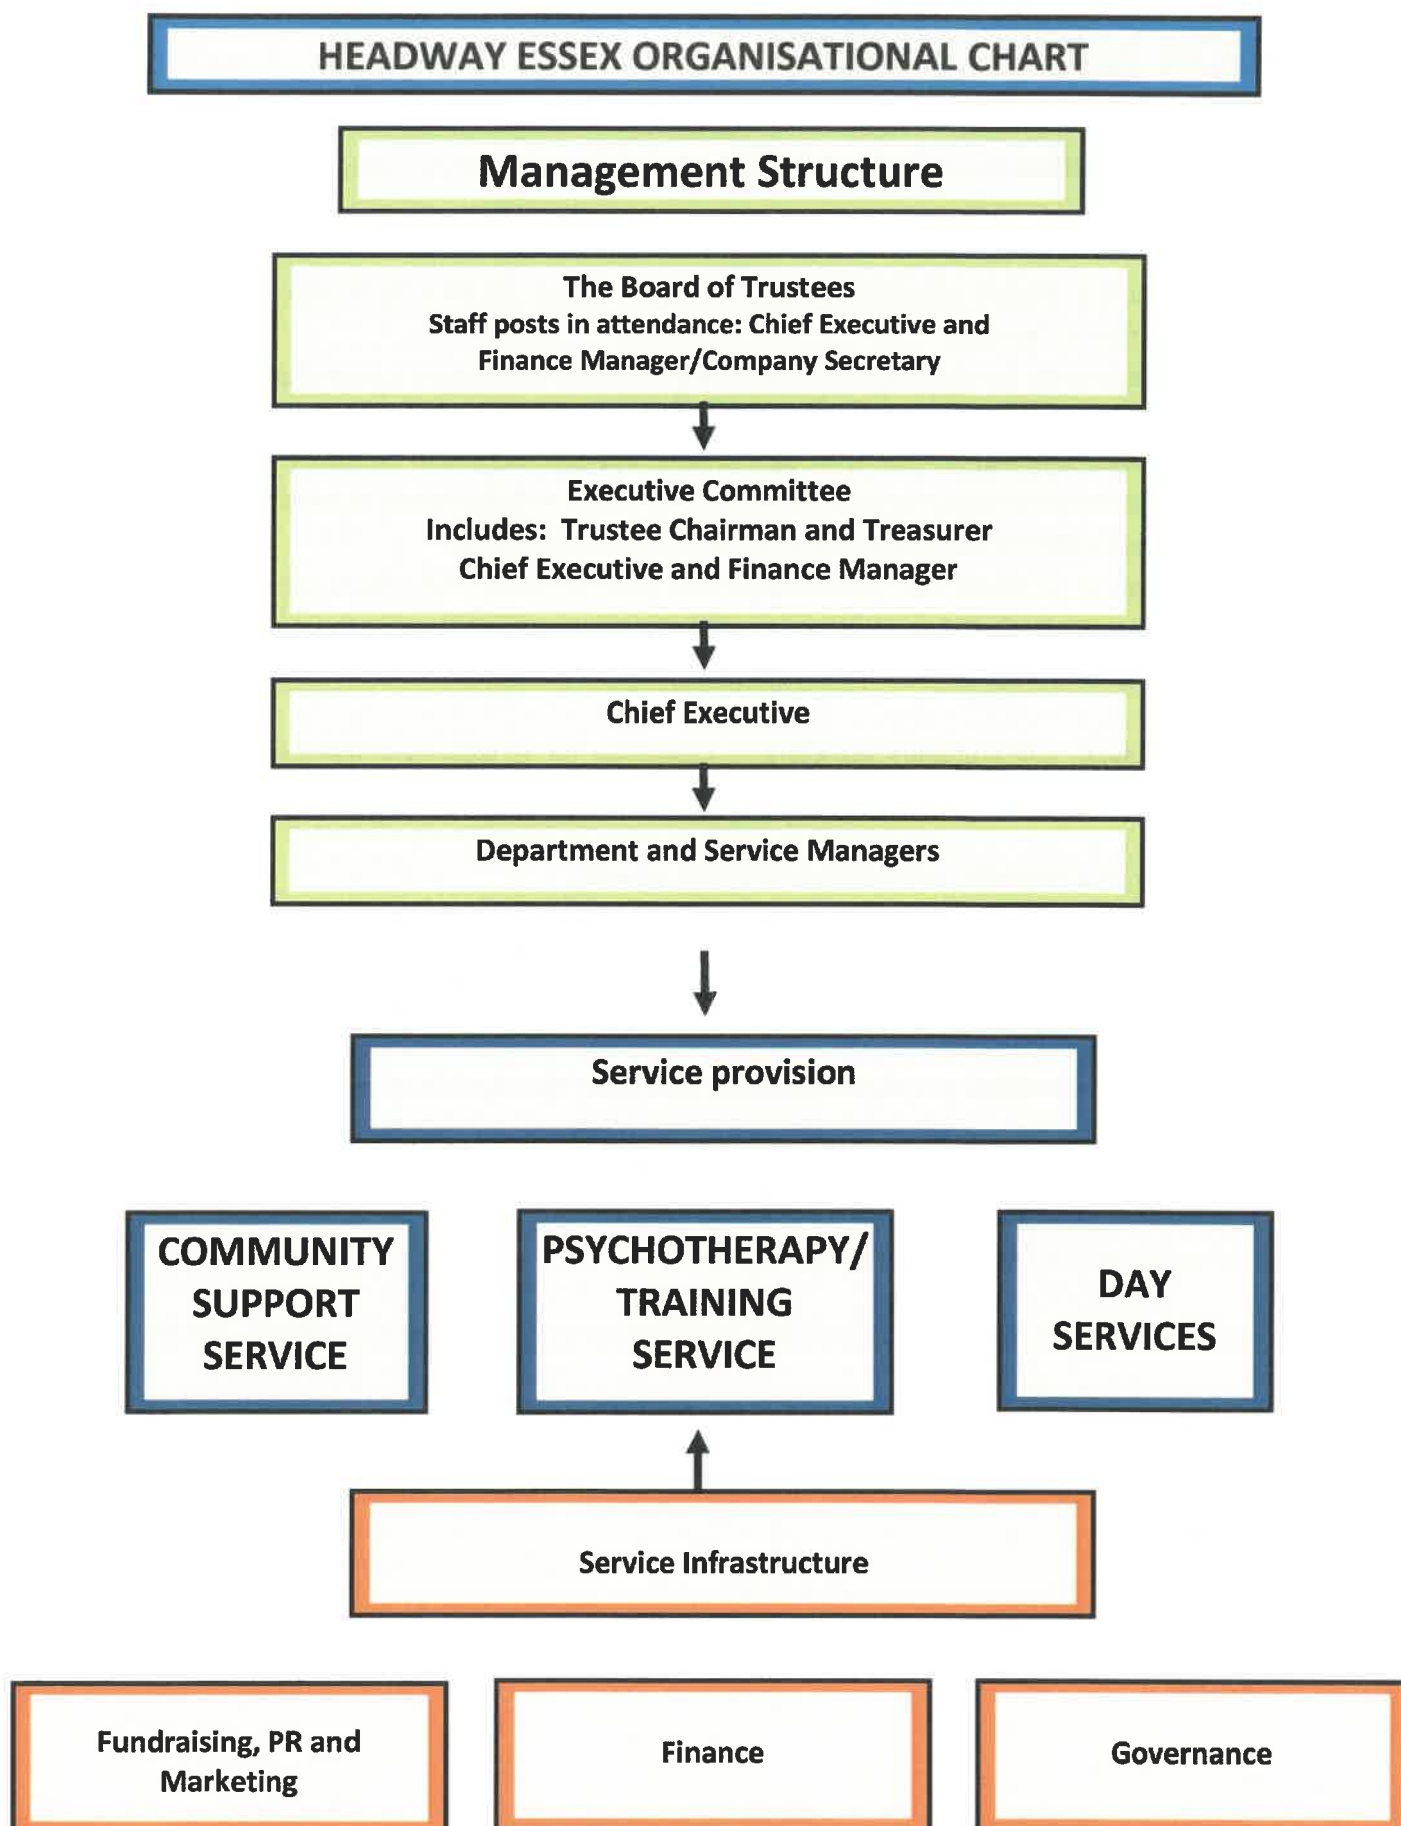 HEADWAY ESSEX ORGANISATIONAL CHART
Management Structure
The Board of Trustees
Staff posts in attendance: Chief Executive and
Finance Manager/Company Secretary
Executive Committee
Includes: Trustee Chairman and Treasurer
Chief Executive and Finance Manager
Chief Executive
Department and Service Managers
Service provision
COMMUNITY
SUPPORT
SERVICE
PSYCHOTHERAPY/
TRAINING
SERVICE
DAY
SERVICES
Service Infrastructure
Fundraising, PR and
Marketing
Finance
Governance